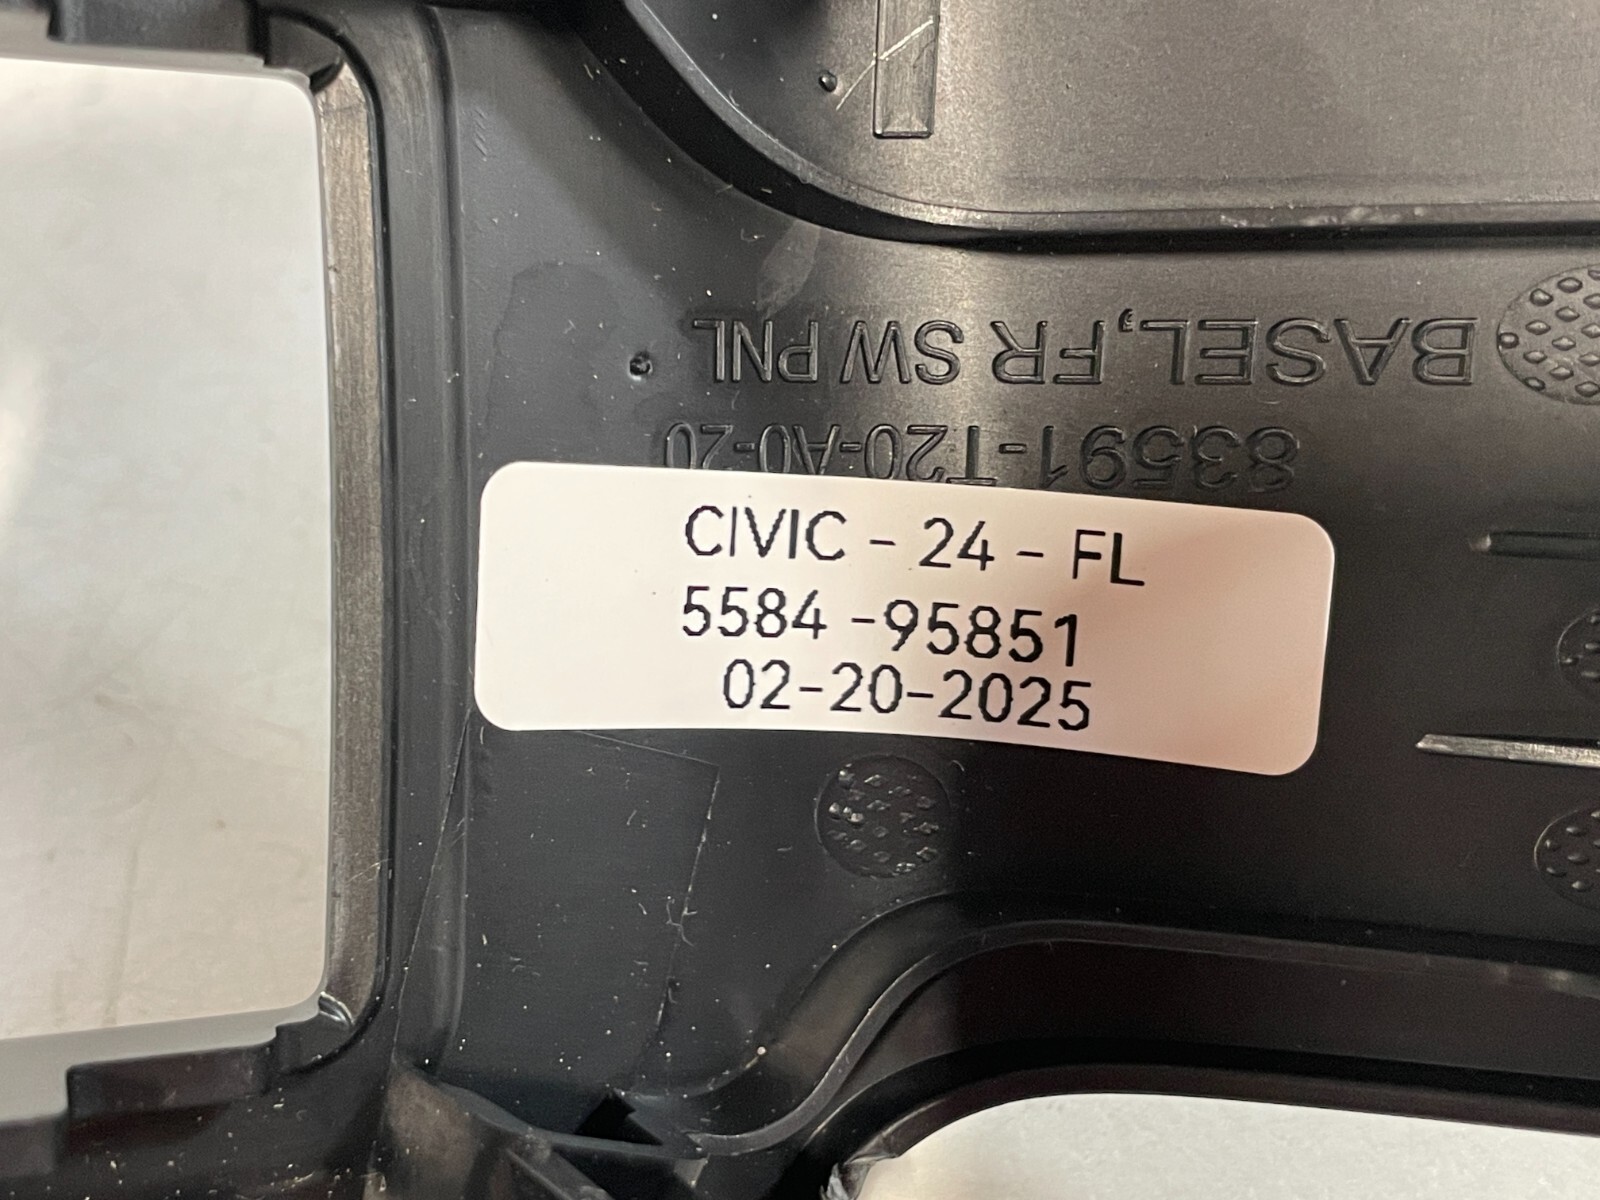 BASEL,FR SW PNL
83591-T20-A0-20
CIVIC - 24 - FL
5584 -95851
02-20-2025